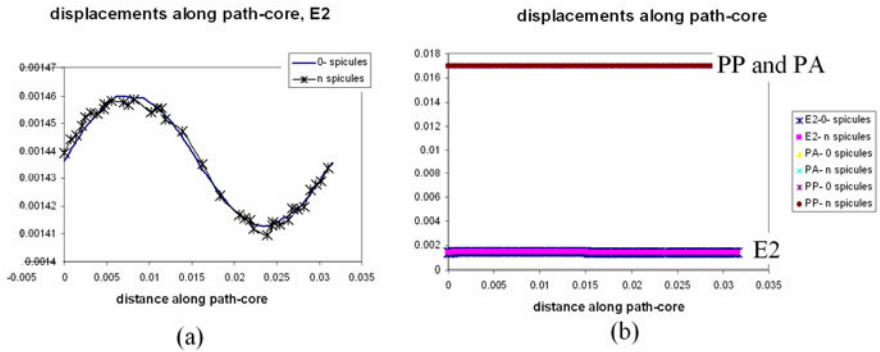 displacements along path-core, E2
0.00147
0.00146
0.00145
0.00144
0.00143
0.00142
0.00141
0.0014
-0.005 0 0.005 0.01 0.015 0.02 0.025 0.03 0.035
distance along path-core
0- spicules
n spicules
(a)
displacements along path-core
0.018
0.016
0.014
0.012
0.01
0.008
0.006
0.004
0.002
0
0 0.005 0.01 0.015 0.02 0.025 0.03 0.035
distance along path-core
PP and PA
E2
E2-0- spicules
E2- n spicules
PA- 0 spicules
PA- n spicules
PP- 0 spicules
PP- n spicules
(b)